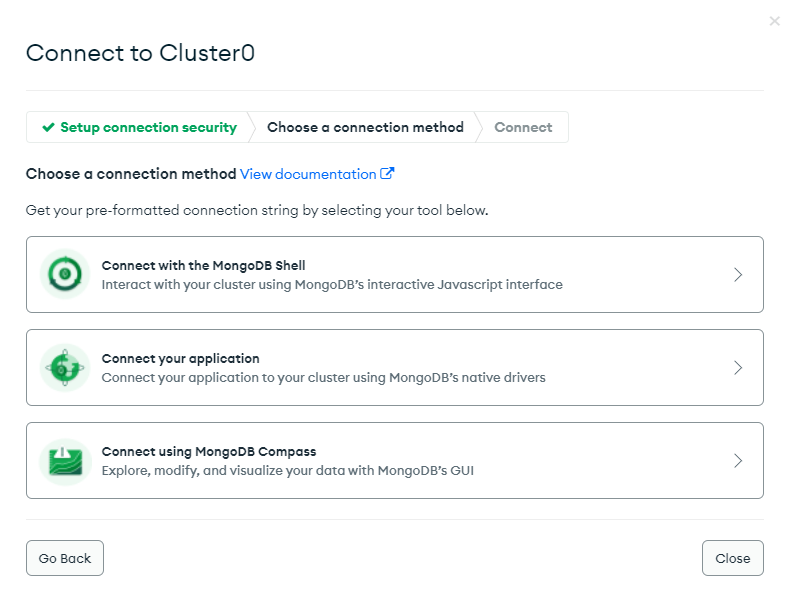 Connect to Cluster0
Setup connection security
Choose a connection method
Connect
Choose a connection method View documentation
Get your pre-formatted connection string by selecting your tool below.
Connect with the MongoDB Shell
Interact with your cluster using MongoDB’s interactive Javascript interface
Connect your application
Connect your application to your cluster using MongoDB’s native drivers
Connect using MongoDB Compass
Explore, modify, and visualize your data with MongoDB’s GUI
Go Back
Close